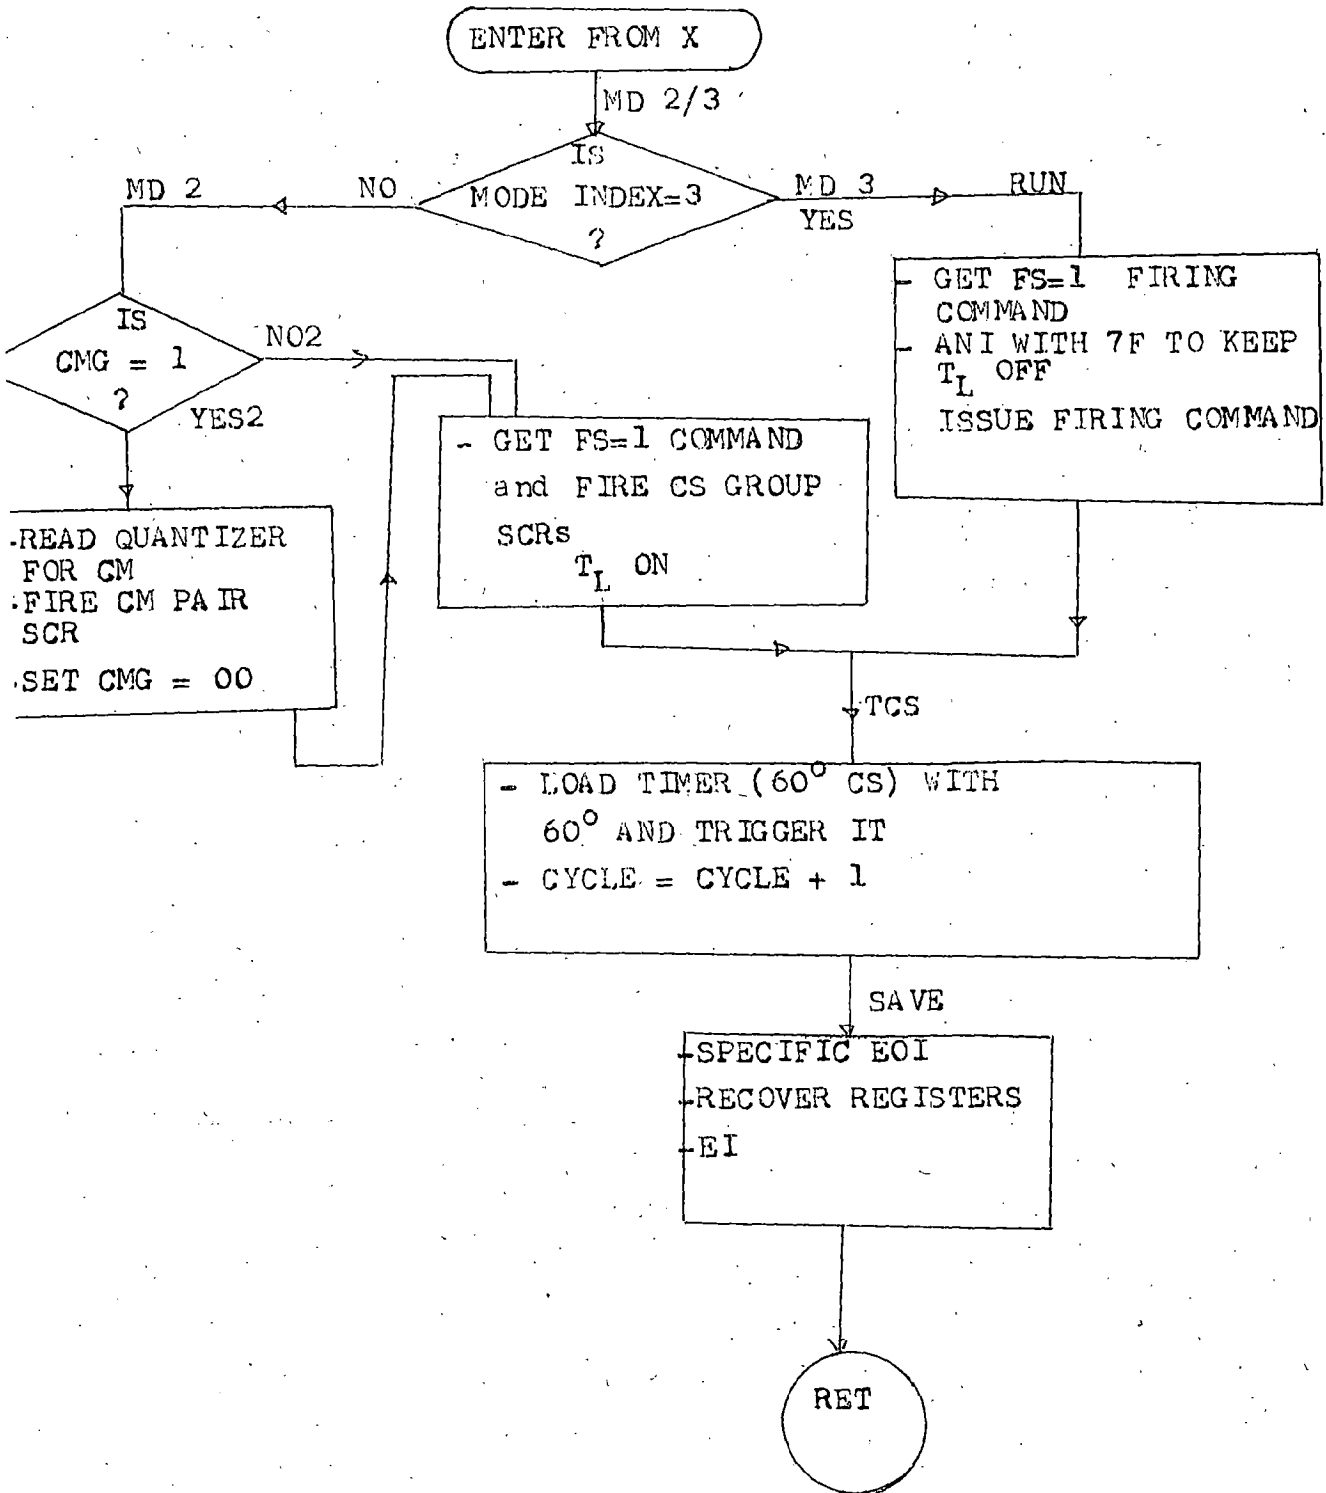 ENTER FROM X
MD 2/3
IS
MODE INDEX=3
?
MD 2
NO
MD 3
YES
RUN
- GET FS=1 FIRING
COMMAND
- ANI WITH 7F TO KEEP
TL OFF
ISSUE FIRING COMMAND
IS
CMG = 1
?
NO2
YES2
- GET FS=1 COMMAND
and FIRE CS GROUP
SCRs
TL ON
-READ QUANTIZER
FOR CM
-FIRE CM PAIR
SCR
-SET CMG = 00
TCS
- LOAD TIMER (60° CS) WITH
60° AND TRIGGER IT
- CYCLE = CYCLE + 1
SAVE
-SPECIFIC EOI
-RECOVER REGISTERS
-EI
RET